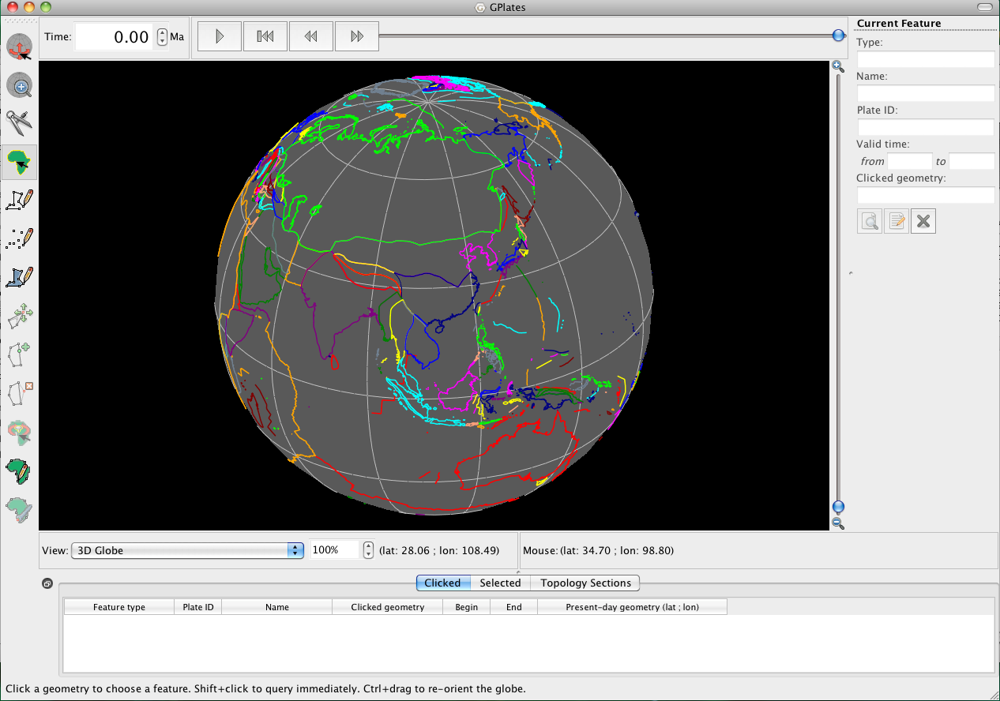 GPlates
Time: 0.00 Ma
Current Feature
Type:
Name:
Plate ID:
Valid time:
from to
Clicked geometry:
View: 3D Globe 100% (lat: 28.06 ; lon: 108.49) Mouse: (lat: 34.70 ; lon: 98.80)
Clicked Selected Topology Sections
Feature type Plate ID Name Clicked geometry Begin End Present-day geometry (lat ; lon)
Click a geometry to choose a feature. Shift+click to query immediately. Ctrl+drag to re-orient the globe.